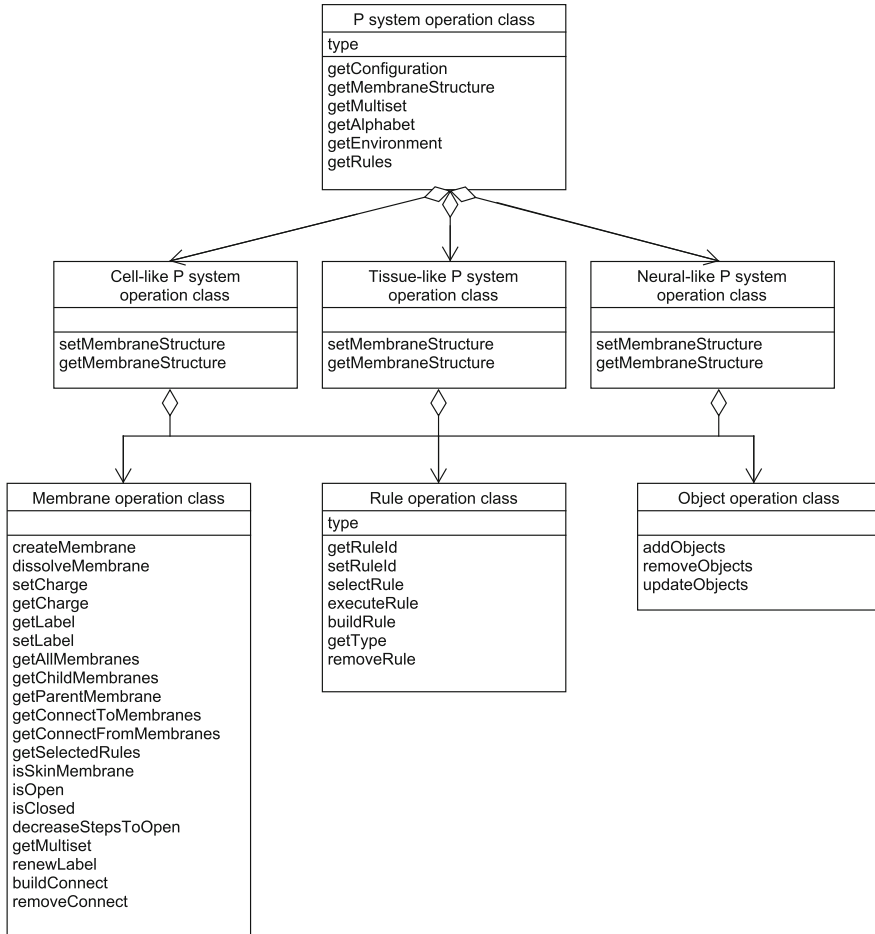 P system operation class
type
getConfiguration
getMembraneStructure
getMultiset
getAlphabet
getEnvironment
getRules
Cell-like P system
operation class
setMembraneStructure
getMembraneStructure
Tissue-like P system
operation class
setMembraneStructure
getMembraneStructure
Neural-like P system
operation class
setMembraneStructure
getMembraneStructure
Membrane operation class
createMembrane
dissolveMembrane
setCharge
getCharge
getLabel
setLabel
getAllMembranes
getChildMembranes
getParentMembrane
getConnectToMembranes
getConnectFromMembranes
getSelectedRules
isSkinMembrane
isOpen
isClosed
decreaseStepsToOpen
getMultiset
renewLabel
buildConnect
removeConnect
Rule operation class
type
getRuleId
setRuleId
selectRule
executeRule
buildRule
getType
removeRule
Object operation class
addObjects
removeObjects
updateObjects